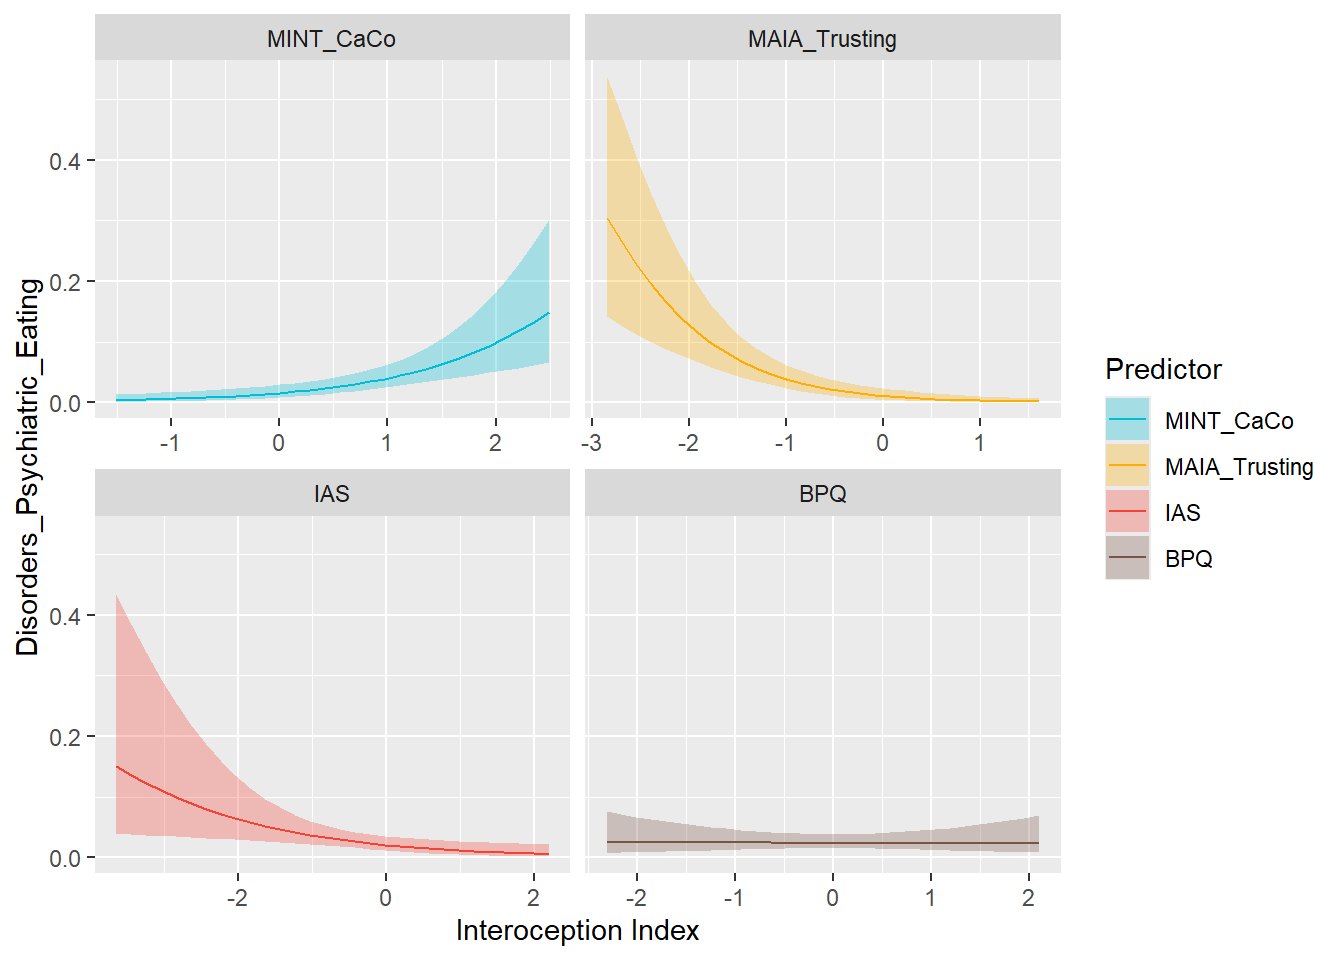 MINT_CaCo
MAIA_Trusting
0.4
0.2
0.0
-1
0
1
2
-3
-2
-1
0
1
IAS
BPQ
0.4
0.2
0.0
-2
0
2
-2
-1
0
1
2
Disorders_Psychiatric_Eating
Interoception Index
Predictor
MINT_CaCo
MAIA_Trusting
IAS
BPQ